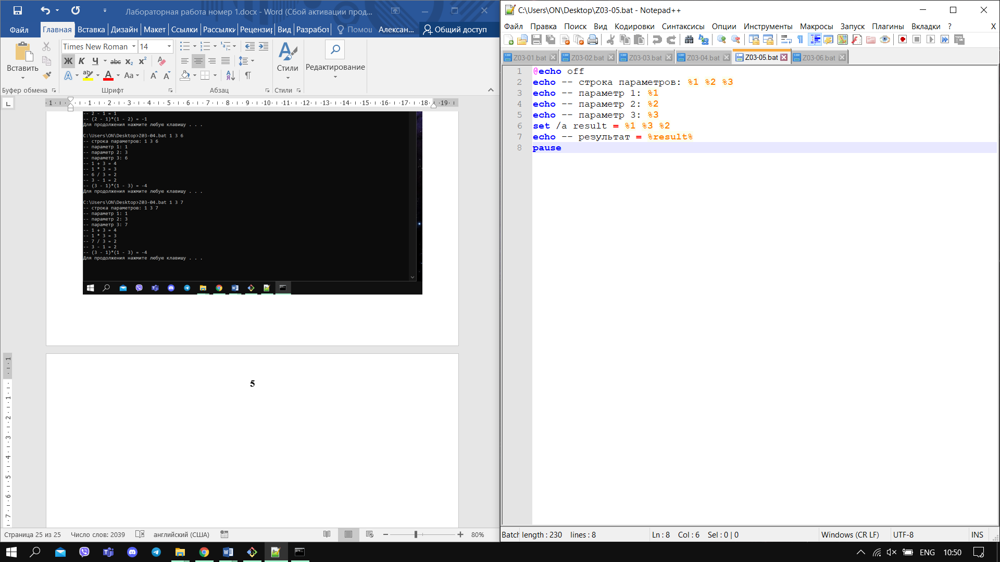 Лабораторная работа номер 1.docx - Word (Сбой активации прод...
Файл Главная Вставка Дизайн Макет Ссылки Рассылки Рецензир Вид Разработ Помощ Алексан... Общий доступ
Times New Roman 14
Вставить
Ж К Ч abc x₂ x²
Aa
Стили
Редактирование
Буфер обмена Шрифт Абзац Стили
1 1 2 3 4 5 6 7 8 9 10 11 12 13 14 15 16 17 18 19
-- 2 - 1 = 1
-- (2 - 1)*(1 - 2) = -1
Для продолжения нажмите любую клавишу . . .
C:\Users\ON\Desktop>Z03-04.bat 1 3 6
-- строка параметров: 1 3 6
-- параметр 1: 1
-- параметр 2: 3
-- параметр 3: 6
-- 1 + 3 = 4
-- 1 * 3 = 3
-- 6 / 3 = 2
-- 3 - 1 = 2
-- (3 - 1)*(1 - 3) = -4
Для продолжения нажмите любую клавишу . . .
C:\Users\ON\Desktop>Z03-04.bat 1 3 7
-- строка параметров: 1 3 7
-- параметр 1: 1
-- параметр 2: 3
-- параметр 3: 7
-- 1 + 3 = 4
-- 1 * 3 = 3
-- 7 / 3 = 2
-- 3 - 1 = 2
-- (3 - 1)*(1 - 3) = -4
Для продолжения нажмите любую клавишу . . .
5
1 1 2 3 4 5 6 7
Страница 25 из 25 Число слов: 2039 английский (США) 80%
C:\Users\ON\Desktop\Z03-05.bat - Notepad++
Файл Правка Поиск Вид Кодировки Синтаксисы Опции Инструменты Макросы Запуск Плагины Вкладки ? X
Z03-01.bat Z03-02.bat Z03-03.bat Z03-04.bat Z03-05.bat Z03-06.bat
1 @echo off
2 echo -- строка параметров: %1 %2 %3
3 echo -- параметр 1: %1
4 echo -- параметр 2: %2
5 echo -- параметр 3: %3
6 set /a result = %1 %3 %2
7 echo -- результат = %result%
8 pause
Batch length : 230 lines : 8 Ln : 8 Col : 6 Sel : 0 | 0 Windows (CR LF) UTF-8 INS
ENG 10:50